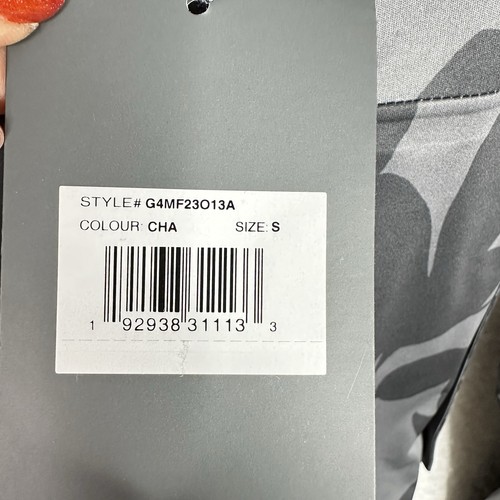 STYLE# G4MF23O13A
COLOUR: CHA SIZE: S
1 92938 31113 3